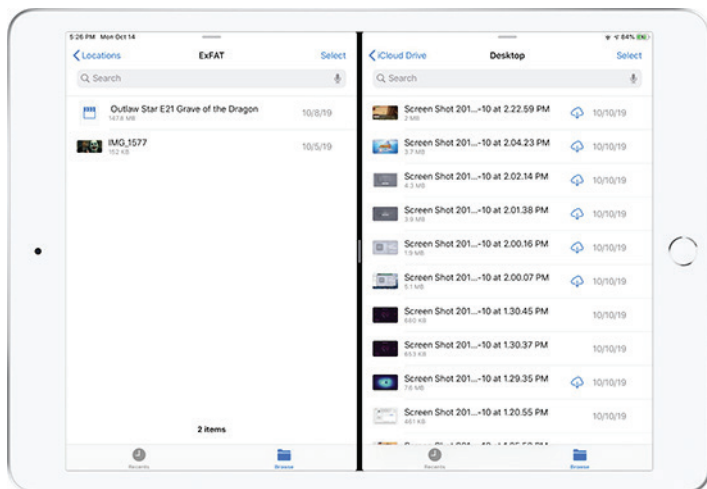 5:26 PM Mon Oct 14
84%
Locations
ExFAT
Select
Search
Outlaw Star E21 Grave of the Dragon
147.8 MB
10/8/19
IMG_1577
152 KB
10/5/19
2 items
Recents
Browse
iCloud Drive
Desktop
Select
Search
Screen Shot 201...-10 at 2.22.59 PM
2 MB
10/10/19
Screen Shot 201...-10 at 2.04.23 PM
3.7 MB
10/10/19
Screen Shot 201...-10 at 2.02.14 PM
4.3 MB
10/10/19
Screen Shot 201...-10 at 2.01.38 PM
3.9 MB
10/10/19
Screen Shot 201...-10 at 2.00.16 PM
1.9 MB
10/10/19
Screen Shot 201...-10 at 2.00.07 PM
5.1 MB
10/10/19
Screen Shot 201...-10 at 1.30.45 PM
690 KB
10/10/19
Screen Shot 201...-10 at 1.30.37 PM
653 KB
10/10/19
Screen Shot 201...-10 at 1.29.35 PM
7.6 MB
10/10/19
Screen Shot 201...-10 at 1.20.55 PM
461 KB
10/10/19
Recents
Browse